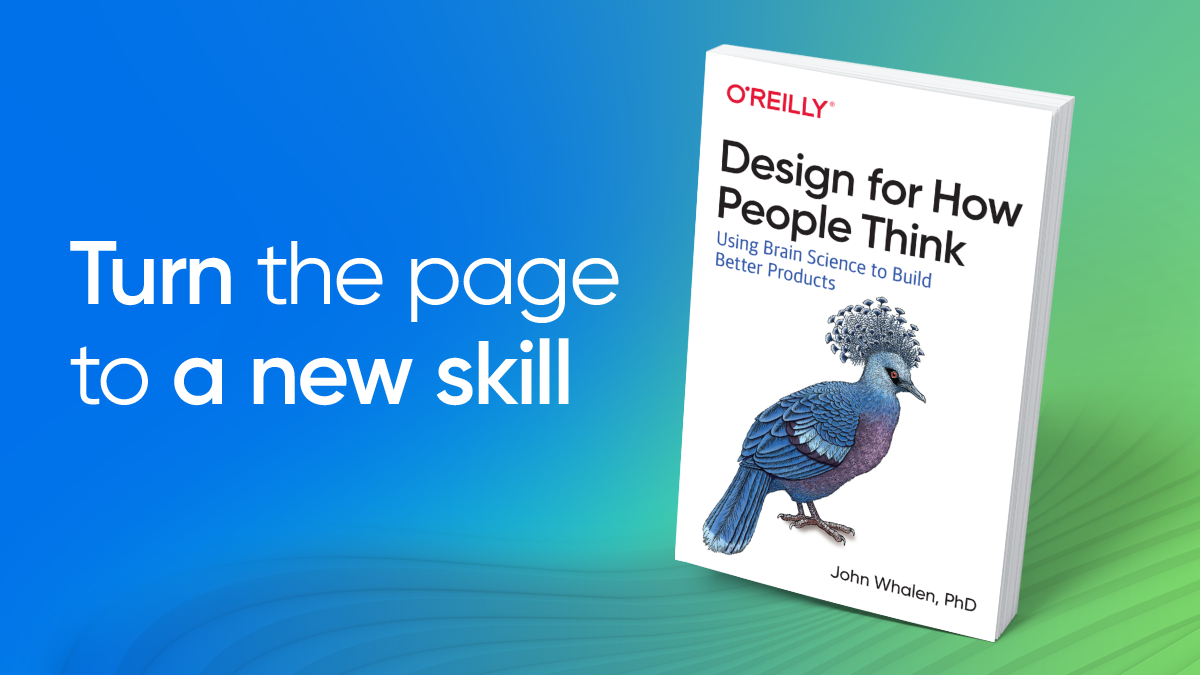 Turn the page
to a new skill
O'REILLY®
Design for How
People Think
Using Brain Science to Build
Better Products
John Whalen, PhD